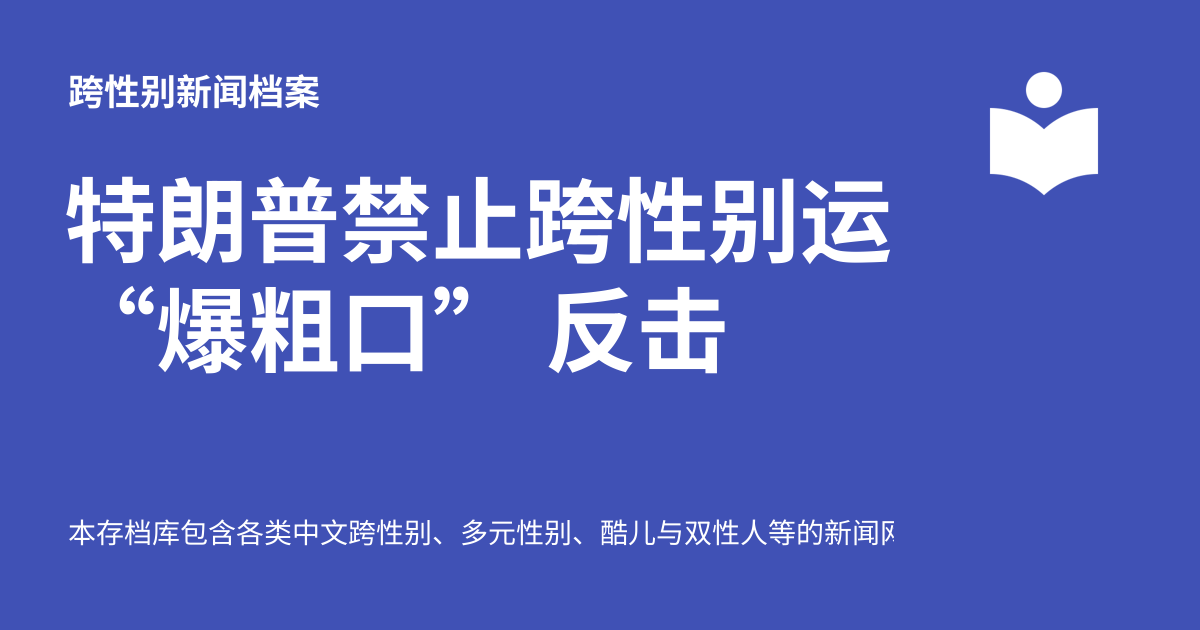 跨性别新闻档案
特朗普禁止跨性别运
“爆粗口” 反击
本存档库包含各类中文跨性别、多元性别、酷儿与双性人等的新闻